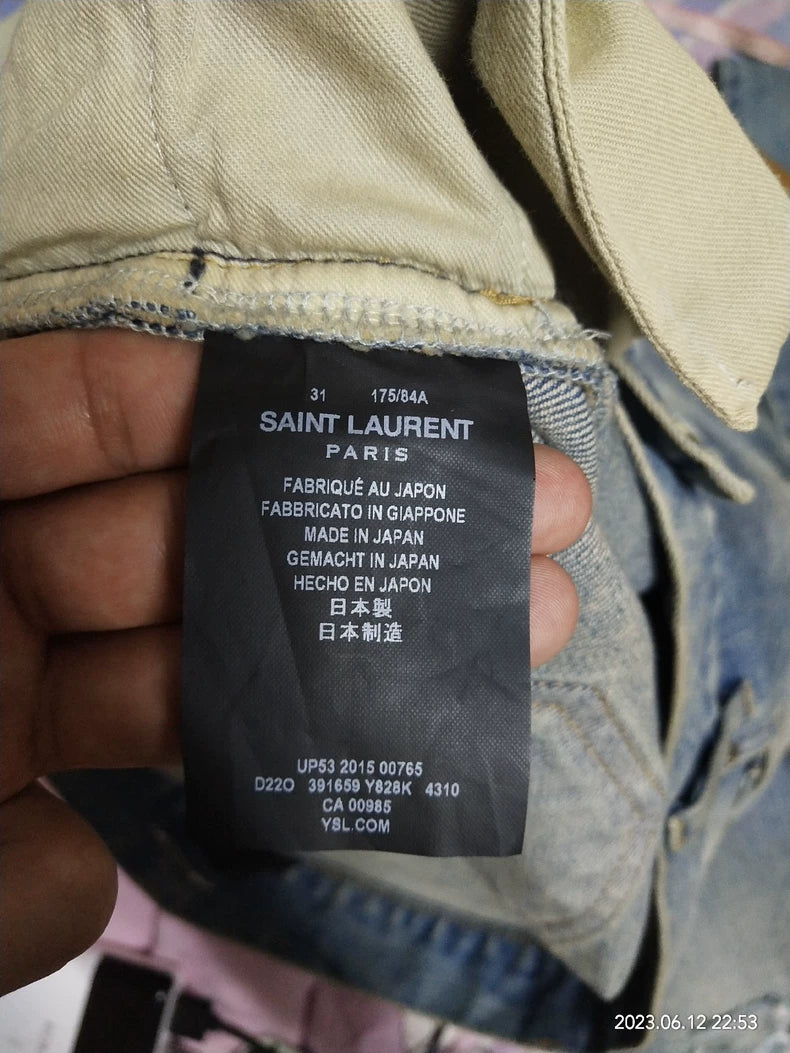 31 175/84A
SAINT LAURENT
PARIS
FABRIQUÉ AU JAPON
FABBRICATO IN GIAPPONE
MADE IN JAPAN
GEMACHT IN JAPAN
HECHO EN JAPON
日本製
日本制造
UP53 2015 00765
D22O 391659 Y828K 4310
CA 00985
YSL.COM
2023.06.12 22:53